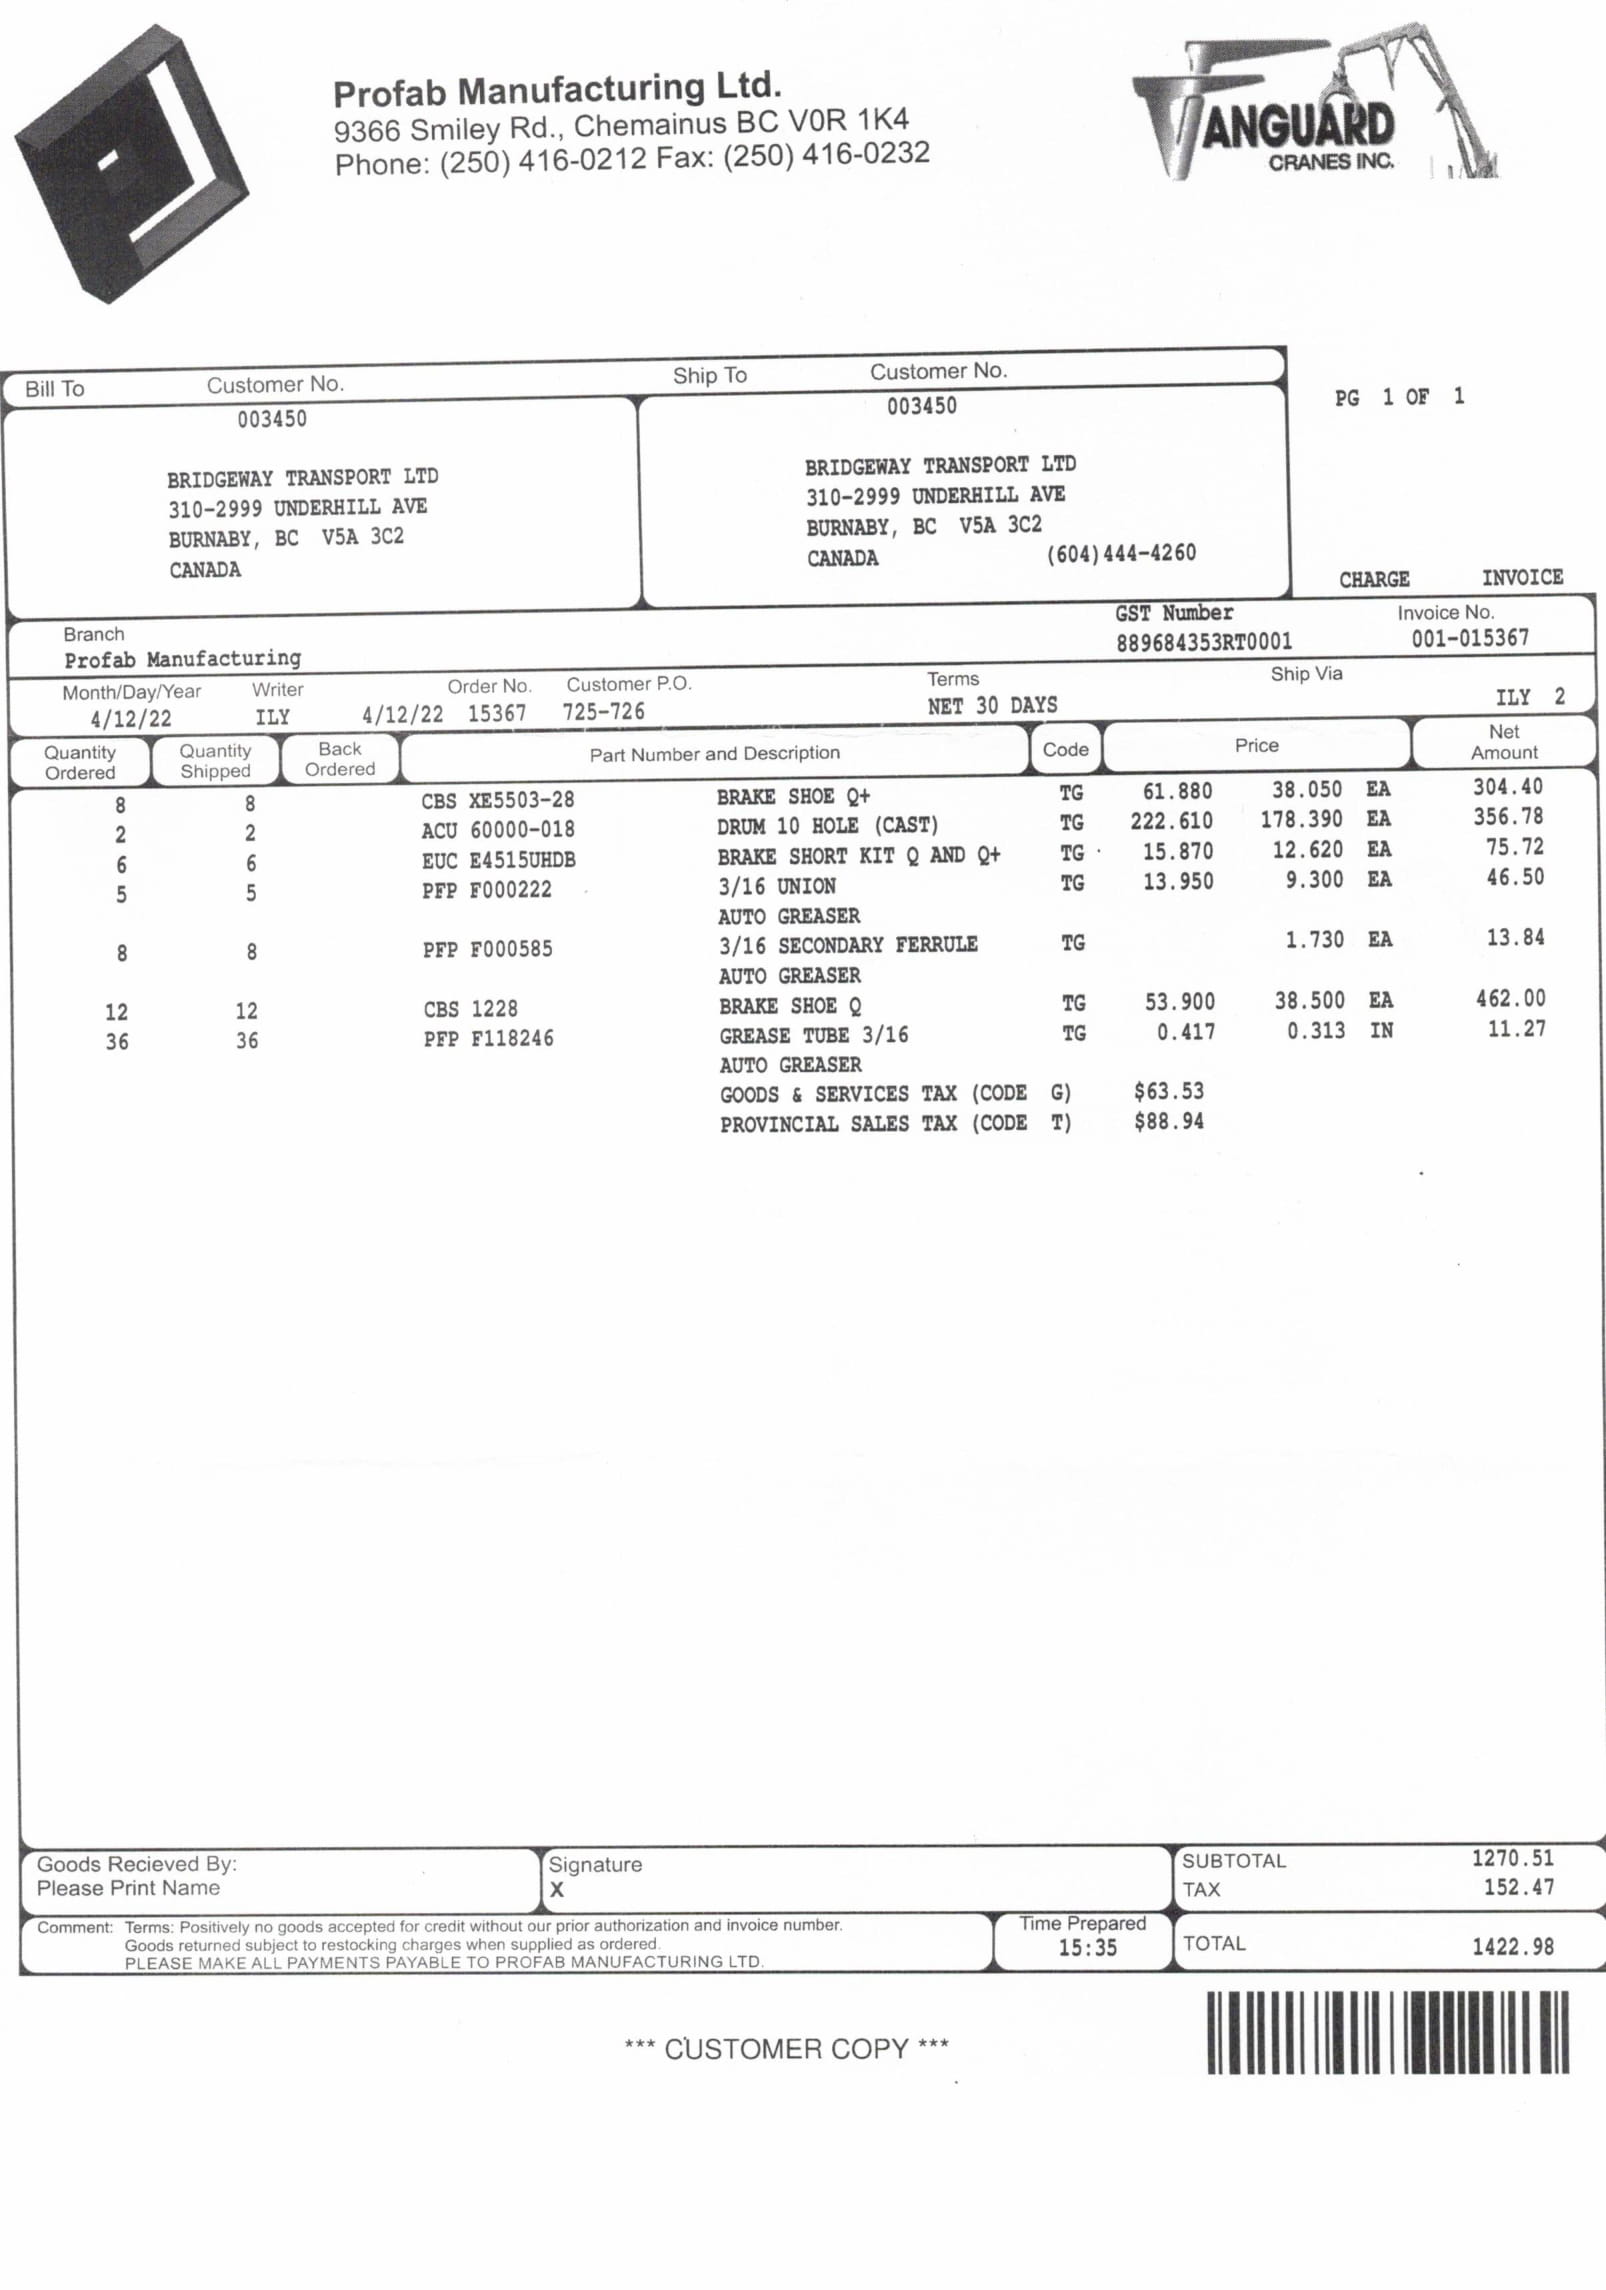 Profab Manufacturing Ltd.
9366 Smiley Rd., Chemainus BC V0R 1K4
Phone: (250) 416-0212 Fax: (250) 416-0232
VANGUARD
CRANES INC.
Bill To Customer No. Ship To Customer No.
003450 003450
PG 1 OF 1
BRIDGEWAY TRANSPORT LTD BRIDGEWAY TRANSPORT LTD
310-2999 UNDERHILL AVE 310-2999 UNDERHILL AVE
BURNABY, BC V5A 3C2 BURNABY, BC V5A 3C2
CANADA CANADA (604)444-4260
CHARGE INVOICE
Branch GST Number Invoice No.
Profab Manufacturing 889684353RT0001 001-015367
Month/Day/Year Writer Order No. Customer P.O. Terms Ship Via
4/12/22 ILY 4/12/22 15367 725-726 NET 30 DAYS ILY 2
Quantity Ordered Quantity Shipped Back Ordered Part Number and Description Code Price Net Amount
8 8 CBS XE5503-28 BRAKE SHOE Q+ TG 61.880 38.050 EA 304.40
2 2 ACU 60000-018 DRUM 10 HOLE (CAST) TG 222.610 178.390 EA 356.78
6 6 EUC E4515UHDB BRAKE SHORT KIT Q AND Q+ TG 15.870 12.620 EA 75.72
5 5 PFP F000222 3/16 UNION TG 13.950 9.300 EA 46.50
AUTO GREASER
8 8 PFP F000585 3/16 SECONDARY FERRULE TG 1.730 EA 13.84
AUTO GREASER
12 12 CBS 1228 BRAKE SHOE Q TG 53.900 38.500 EA 462.00
36 36 PFP F118246 GREASE TUBE 3/16 TG 0.417 0.313 IN 11.27
AUTO GREASER
GOODS & SERVICES TAX (CODE G) $63.53
PROVINCIAL SALES TAX (CODE T) $88.94
Goods Recieved By: Signature SUBTOTAL 1270.51
Please Print Name X TAX 152.47
Comment: Terms: Positively no goods accepted for credit without our prior authorization and invoice number.
Goods returned subject to restocking charges when supplied as ordered.
PLEASE MAKE ALL PAYMENTS PAYABLE TO PROFAB MANUFACTURING LTD.
Time Prepared
15:35
TOTAL 1422.98
*** CUSTOMER COPY ***